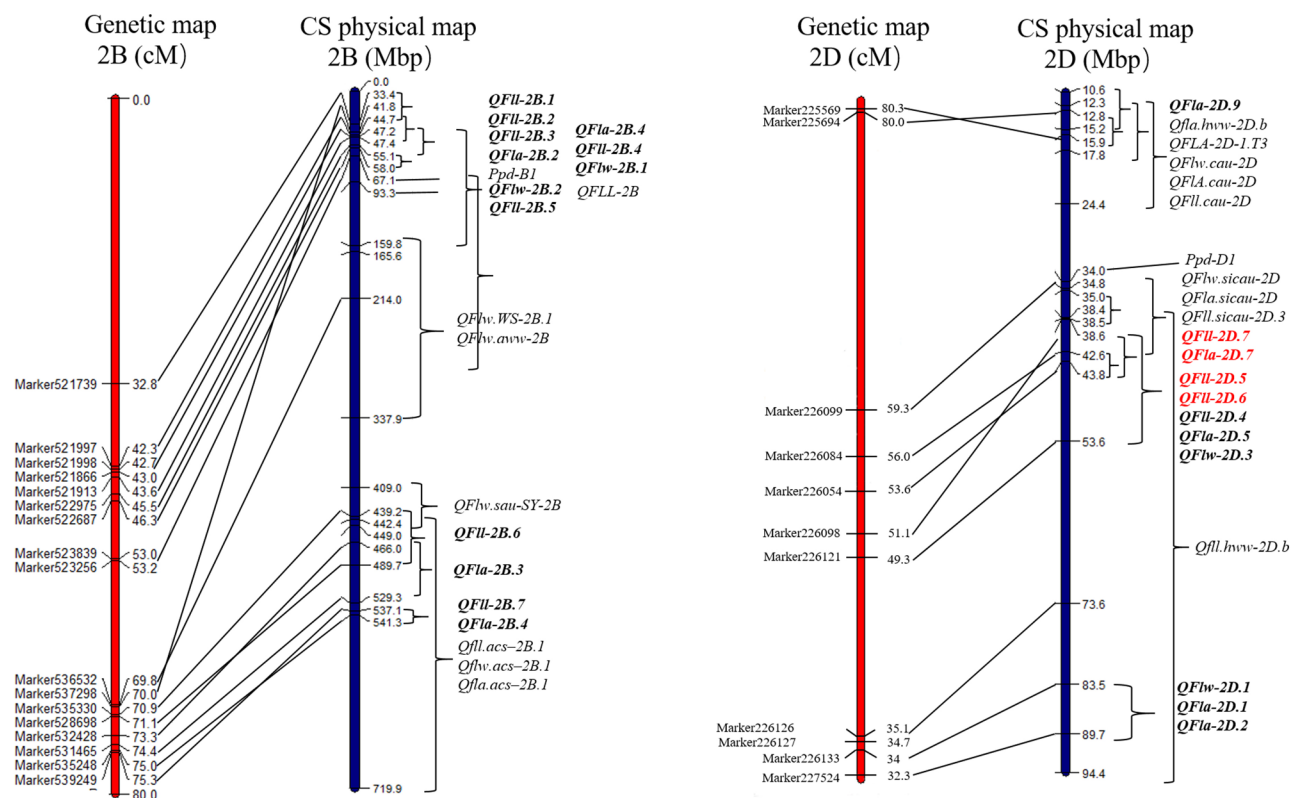 Genetic map
2B (cM)
0.0
Marker521739 32.8
Marker521997 42.3
Marker521998 42.7
Marker521866 43.0
Marker521913 43.6
Marker522975 45.5
Marker522687 46.3
Marker523839 53.0
Marker523256 53.2
Marker536532 69.8
Marker537298 70.0
Marker535330 70.9
Marker528698 71.1
Marker532428 73.3
Marker531465 74.4
Marker535248 75.0
Marker539249 75.3
80.0
CS physical map
2B (Mbp)
0.0
33.4
41.8
44.7
47.2
47.4
55.1
58.0
67.1
93.3
159.8
165.6
214.0
337.9
409.0
439.2
442.4
449.0
466.0
489.7
529.3
537.1
541.3
719.9
QFll-2B.1
QFll-2B.2
QFll-2B.3 QFla-2B.4
QFla-2B.2 QFll-2B.4
Ppd-B1 QFlw-2B.1
QFlw-2B.2 QFLL-2B
QFll-2B.5
QFlw.WS-2B.1
QFlw.aww-2B
QFlw.sau-SY-2B
QFll-2B.6
QFla-2B.3
QFll-2B.7
QFla-2B.4
Qfll.acs–2B.1
Qflw.acs–2B.1
Qfla.acs–2B.1
Genetic map
2D (cM)
Marker225569 80.3
Marker225694 80.0
Marker226099 59.3
Marker226084 56.0
Marker226054 53.6
Marker226098 51.1
Marker226121 49.3
Marker226126 35.1
Marker226127 34.7
Marker226133 34
Marker227524 32.3
CS physical map
2D (Mbp)
10.6
12.3
12.8
15.2
15.9
17.8
24.4
34.0
34.8
35.0
38.4
38.5
38.6
42.6
43.8
53.6
73.6
83.5
89.7
94.4
QFla-2D.9
Qfla.hww-2D.b
QFLA-2D-1.T3
QFlw.cau-2D
QFlA.cau-2D
QFll.cau-2D
Ppd-D1
QFlw.sicau-2D
QFla.sicau-2D
QFll.sicau-2D.3
QFll-2D.7
QFla-2D.7
QFll-2D.5
QFll-2D.6
QFll-2D.4
QFla-2D.5
QFlw-2D.3
Qfll.hww-2D.b
QFlw-2D.1
QFla-2D.1
QFla-2D.2